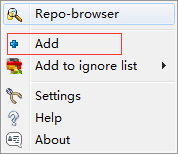 Repo-browser
Add
Add to ignore list
Settings
Help
About